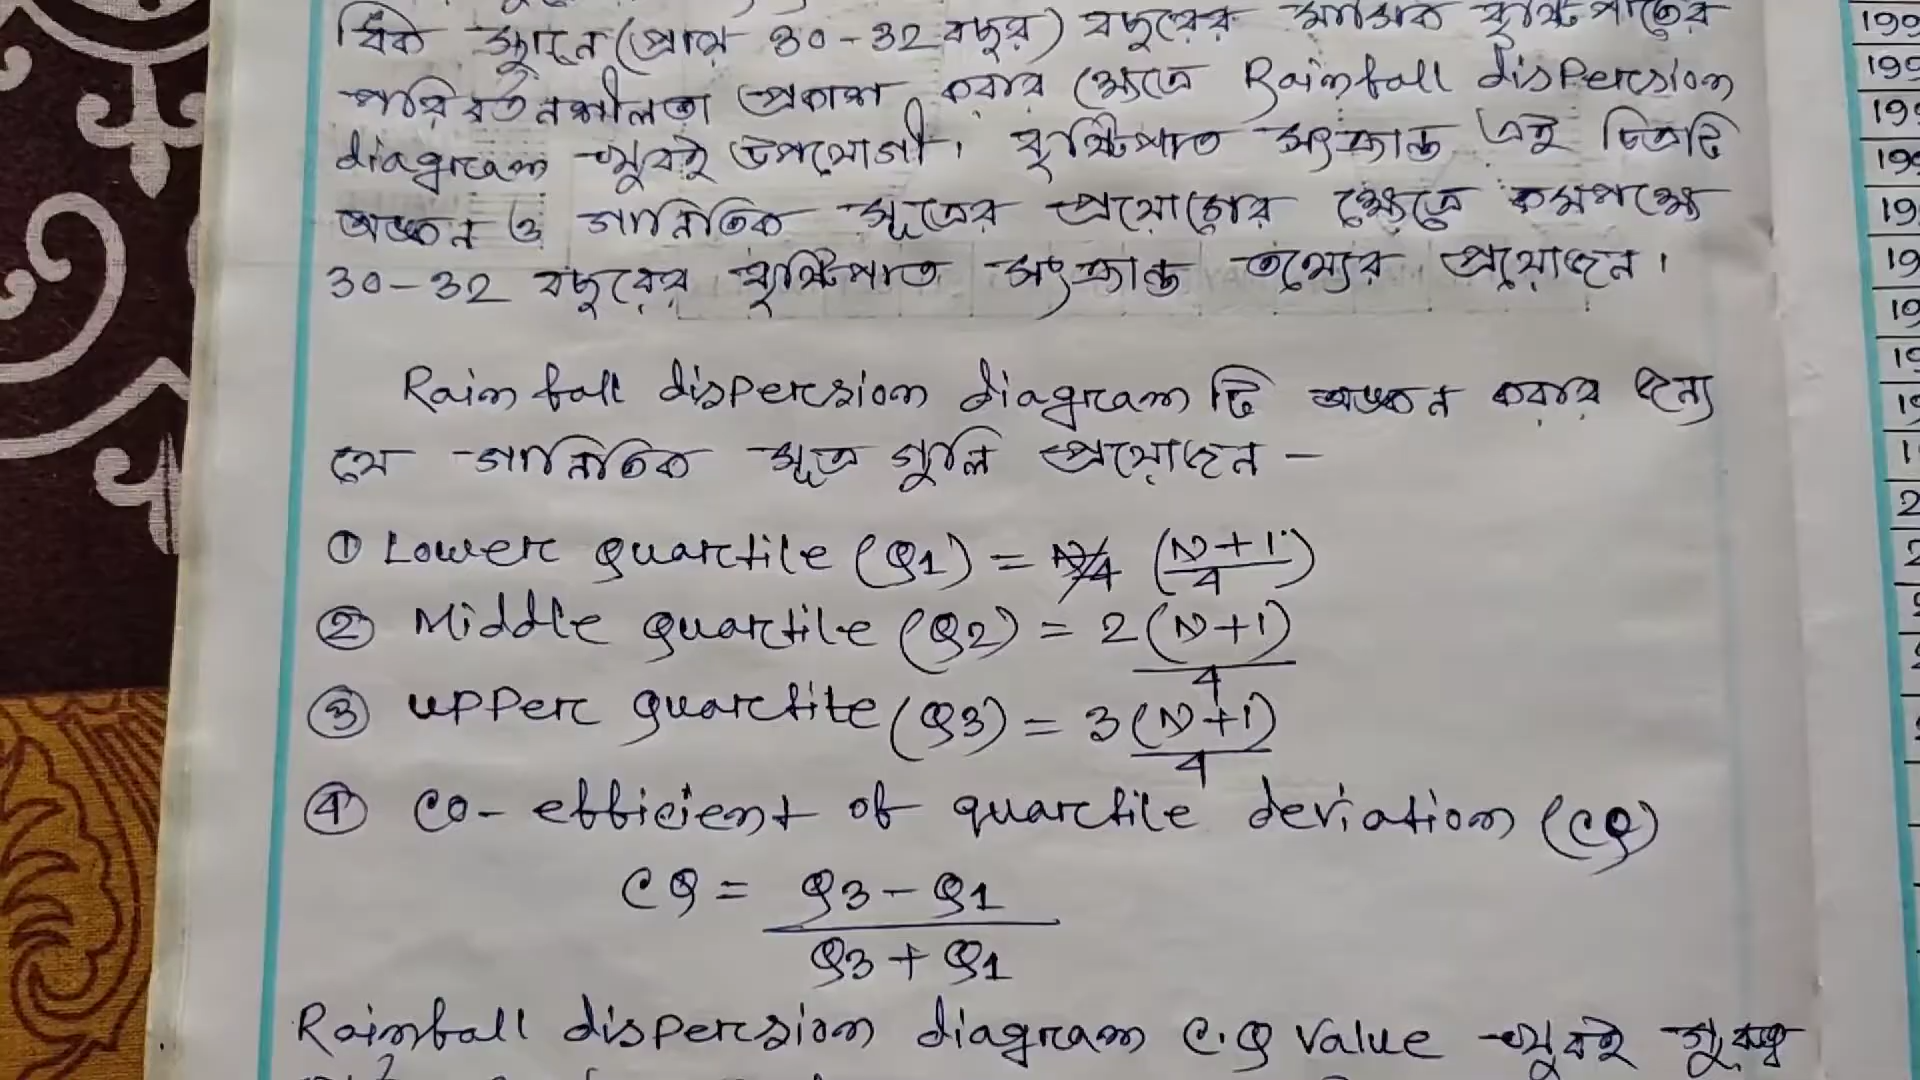 ধিক স্থানে (প্রায় 30-32 বছর) বছরের মাসিক বৃষ্টিপাতের
পরিবর্তনশীলতা প্রকাশ করার ক্ষেত্রে Rainfall dispersion
diagram খুবই উপযোগী। বৃষ্টিপাত সংক্রান্ত এই চিত্রটি
অঙ্কন ও গানিতিক সূত্রের প্রয়োগের ক্ষেত্রে কমপক্ষে
30-32 বছরের বৃষ্টিপাত সংক্রান্ত তথ্যের প্রয়োজন।
Rainfall dispersion diagram টি অঙ্কন করার জন্য
যে গানিতিক সূত্র গুলি প্রয়োজন -
① Lower quartile (Q1) = (N+1)/4
② Middle quartile (Q2) = 2(N+1)/4
③ upper quartile (Q3) = 3(N+1)/4
④ co-efficient of quartile deviation (CQ)
CQ = Q3 - Q1
Q3 + Q1
Rainfall dispersion diagram C.Q value খুবই গুরুত্ব